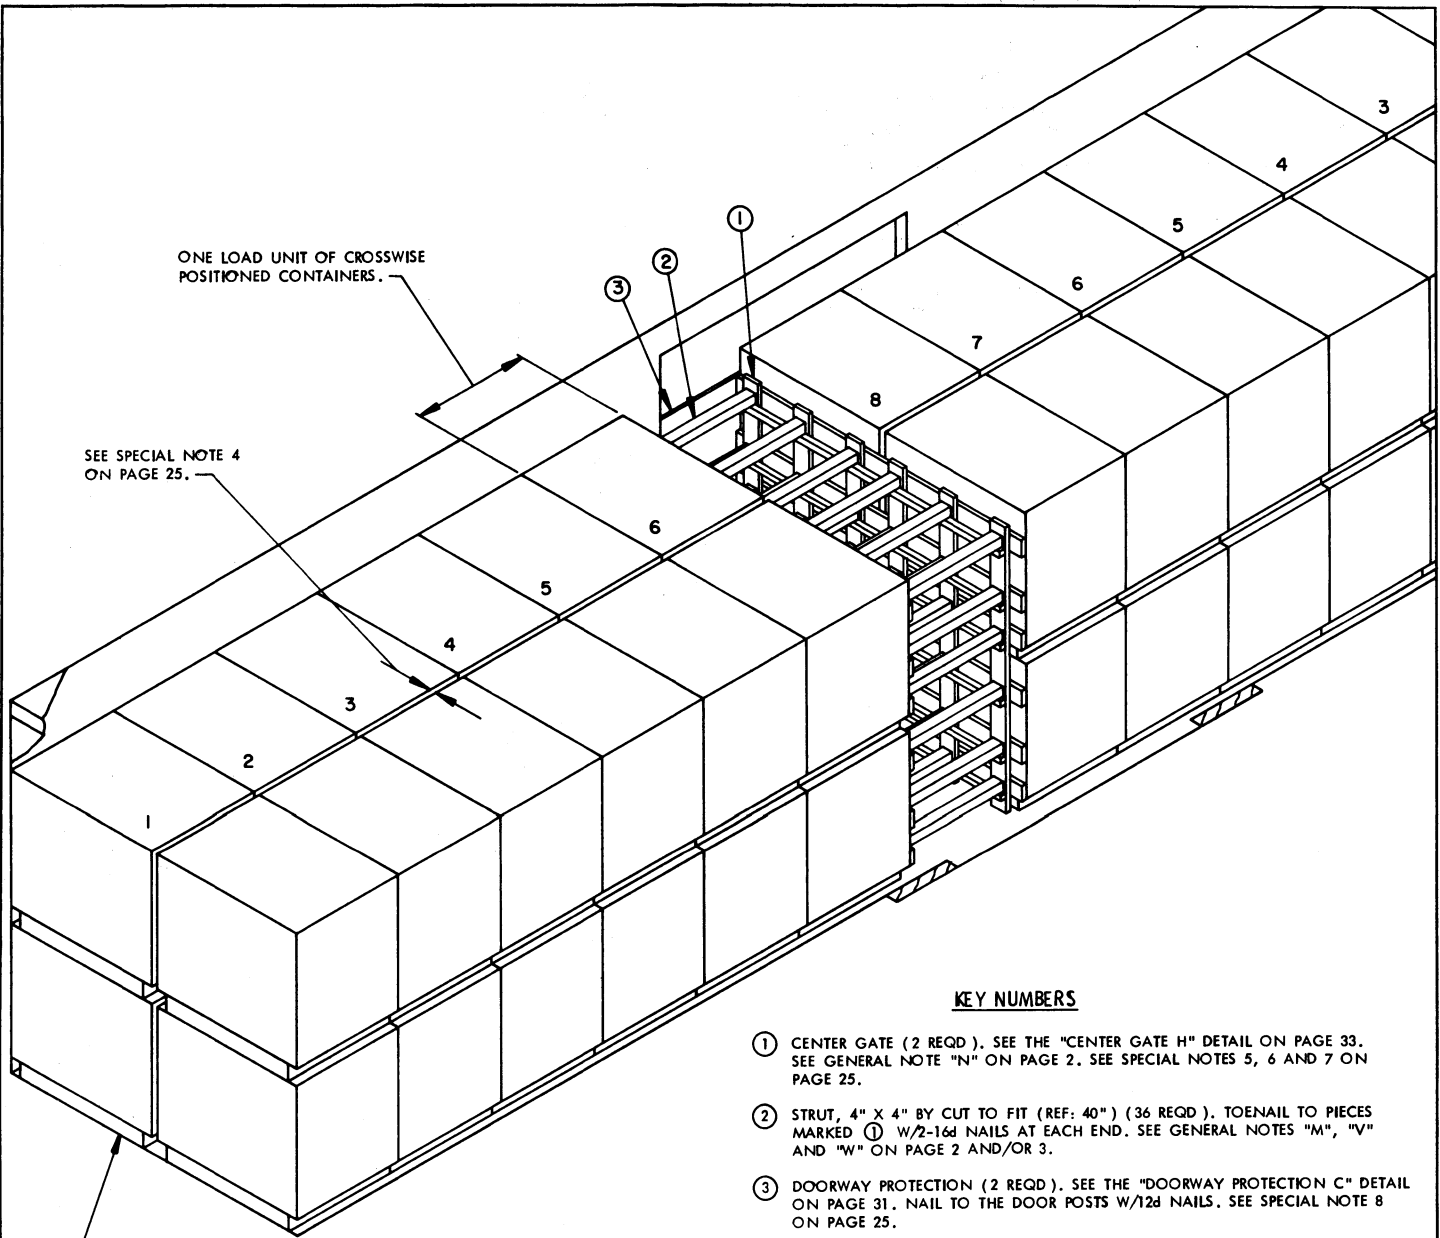 ONE LOAD UNIT OF CROSSWISE
POSITIONED CONTAINERS.
SEE SPECIAL NOTE 4
ON PAGE 25.
①
②
③
3
4
5
6
7
8
6
5
4
3
2
1
KEY NUMBERS
① CENTER GATE (2 REQD). SEE THE "CENTER GATE H" DETAIL ON PAGE 33.
SEE GENERAL NOTE "N" ON PAGE 2. SEE SPECIAL NOTES 5, 6 AND 7 ON
PAGE 25.
② STRUT, 4" X 4" BY CUT TO FIT (REF: 40") (36 REQD). TOENAIL TO PIECES
MARKED ① W/2-16d NAILS AT EACH END. SEE GENERAL NOTES "M", "V"
AND "W" ON PAGE 2 AND/OR 3.
③ DOORWAY PROTECTION (2 REQD). SEE THE "DOORWAY PROTECTION C" DETAIL
ON PAGE 31. NAIL TO THE DOOR POSTS W/12d NAILS. SEE SPECIAL NOTE 8
ON PAGE 25.